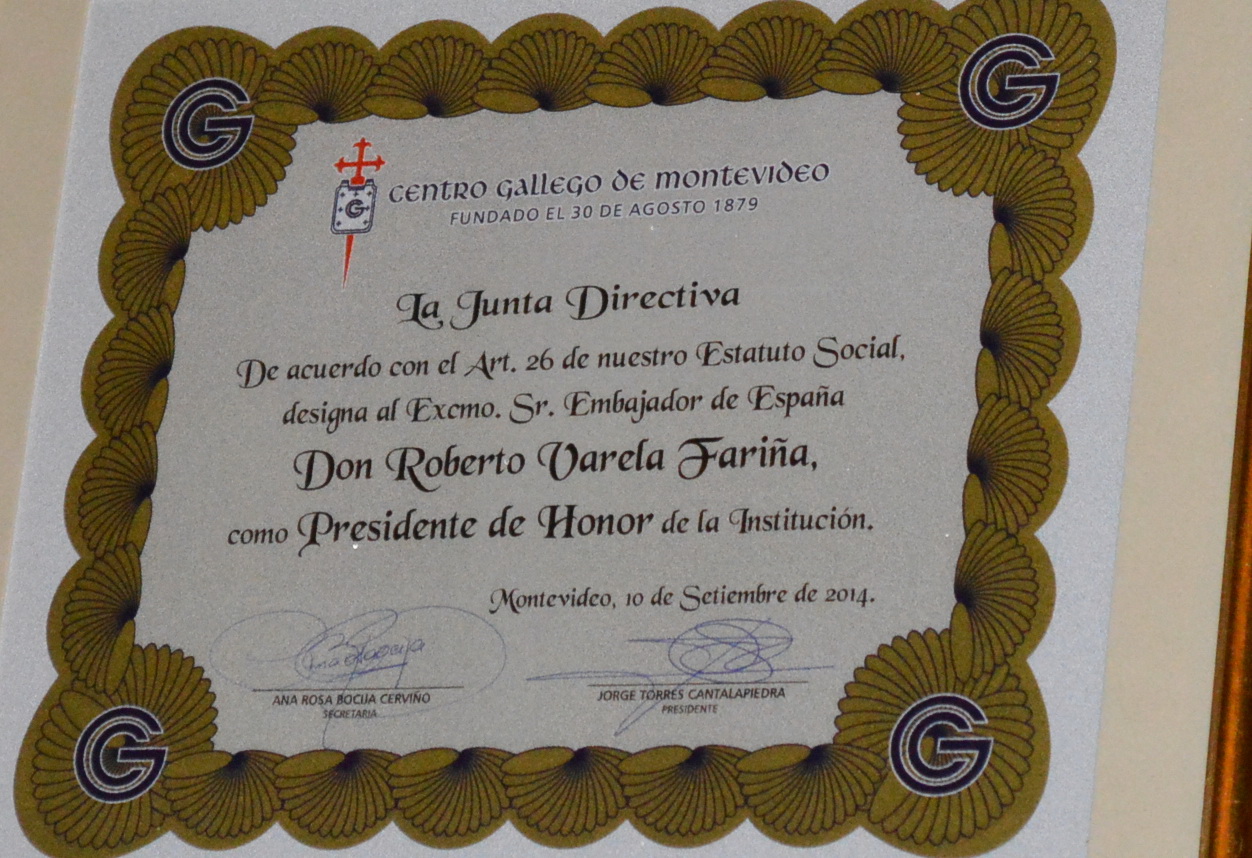 CENTRO GALLEGO DE MONTEVIDEO
FUNDADO EL 30 DE AGOSTO 1879
La Junta Directiva
De acuerdo con el Art. 26 de nuestro Estatuto Social,
designa al Excmo. Sr. Embajador de España
Don Roberto Varela Fariña,
como Presidente de Honor de la Institución.
Montevideo, 10 de Setiembre de 2014.
ANA ROSA BOCIJA CERVIÑO
SECRETARIA
JORGE TORRES CANTALAPIEDRA
PRESIDENTE